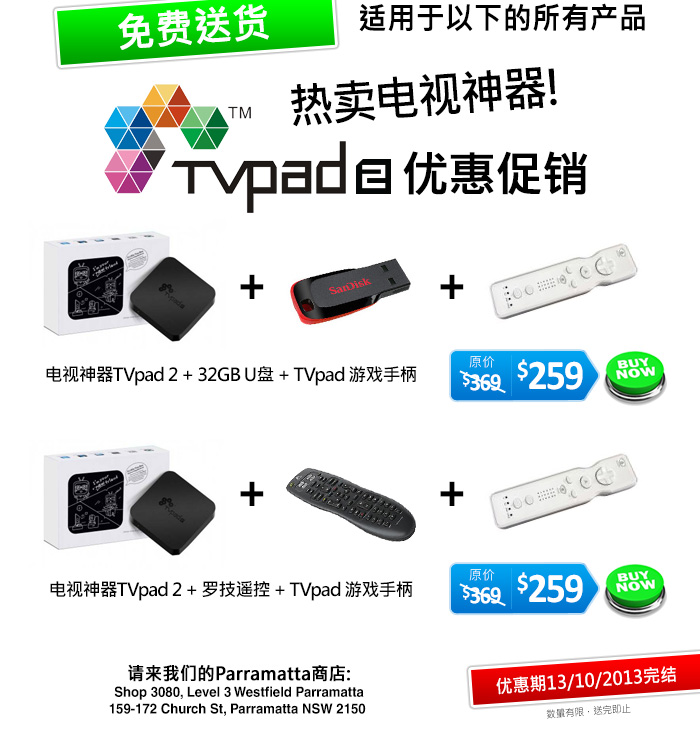 免费送货
适用于以下的所有产品
热卖电视神器!
TM
TVpad2 优惠促销
SanDisk
电视神器TVpad 2 + 32GB U盘 + TVpad 游戏手柄
原价
$369
$259
BUY
NOW
电视神器TVpad 2 + 罗技遥控 + TVpad 游戏手柄
原价
$369
$259
BUY
NOW
请来我们的Parramatta商店:
Shop 3080, Level 3 Westfield Parramatta
159-172 Church St, Parramatta NSW 2150
优惠期13/10/2013完结
数量有限，送完即止